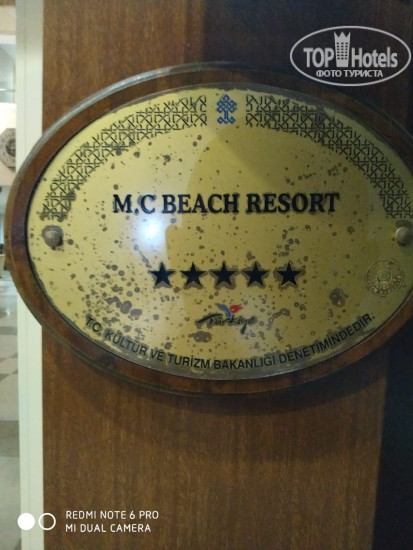 TOP Hotels
ФОТО ТУРИСТА
M.C BEACH RESORT
Türkiye
T.C. KÜLTÜR VE TURİZM BAKANLIĞI DENETİMİNDEDİR.
REDMI NOTE 6 PRO
MI DUAL CAMERA